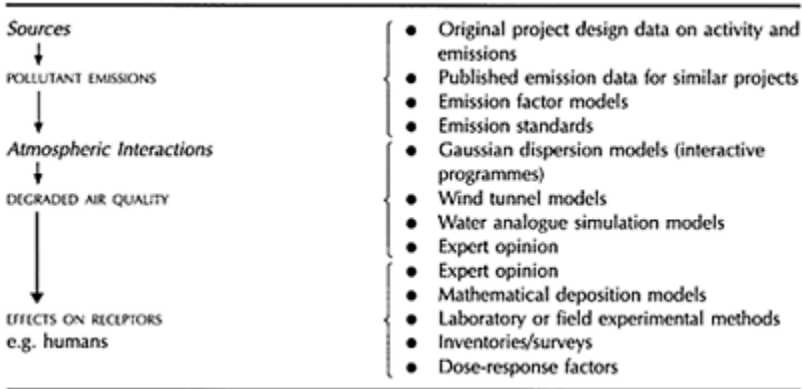 Sources
POLLUTANT EMISSIONS
Atmospheric Interactions
DEGRADED AIR QUALITY
EFFECTS ON RECEPTORS
e.g. humans
● Original project design data on activity and
emissions
● Published emission data for similar projects
● Emission factor models
● Emission standards
● Gaussian dispersion models (interactive
programmes)
● Wind tunnel models
● Water analogue simulation models
● Expert opinion
● Expert opinion
● Mathematical deposition models
● Laboratory or field experimental methods
● Inventories/surveys
● Dose-response factors